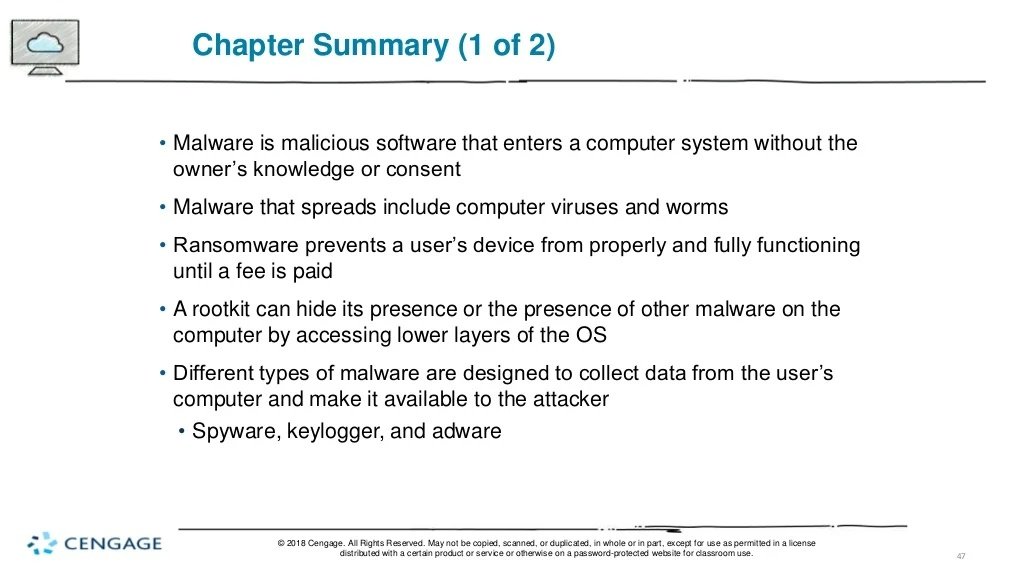 Chapter Summary (1 of 2)
• Malware is malicious software that enters a computer system without the
owner’s knowledge or consent
• Malware that spreads include computer viruses and worms
• Ransomware prevents a user’s device from properly and fully functioning
until a fee is paid
• A rootkit can hide its presence or the presence of other malware on the
computer by accessing lower layers of the OS
• Different types of malware are designed to collect data from the user’s
computer and make it available to the attacker
• Spyware, keylogger, and adware
CENGAGE
© 2018 Cengage. All Rights Reserved. May not be copied, scanned, or duplicated, in whole or in part, except for use as permitted in a license
distributed with a certain product or service or otherwise on a password-protected website for classroom use.
47